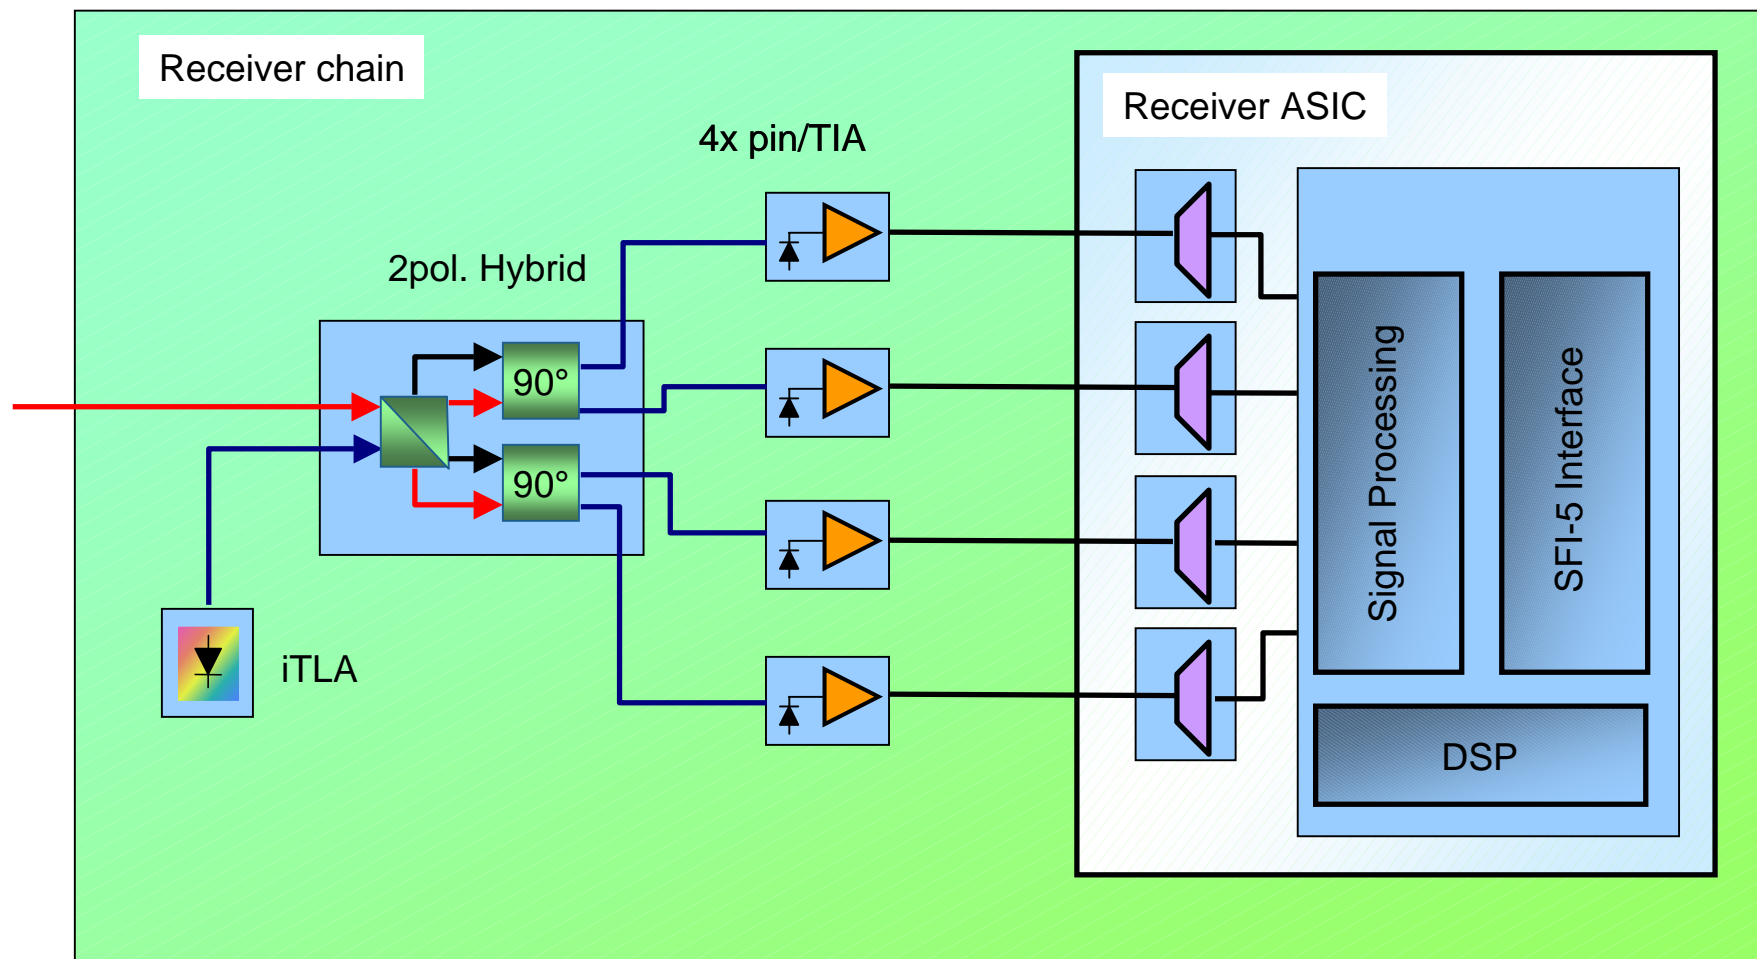 Receiver chain
Receiver ASIC
4x pin/TIA
2pol. Hybrid
90°
90°
iTLA
Signal Processing
SFI-5 Interface
DSP